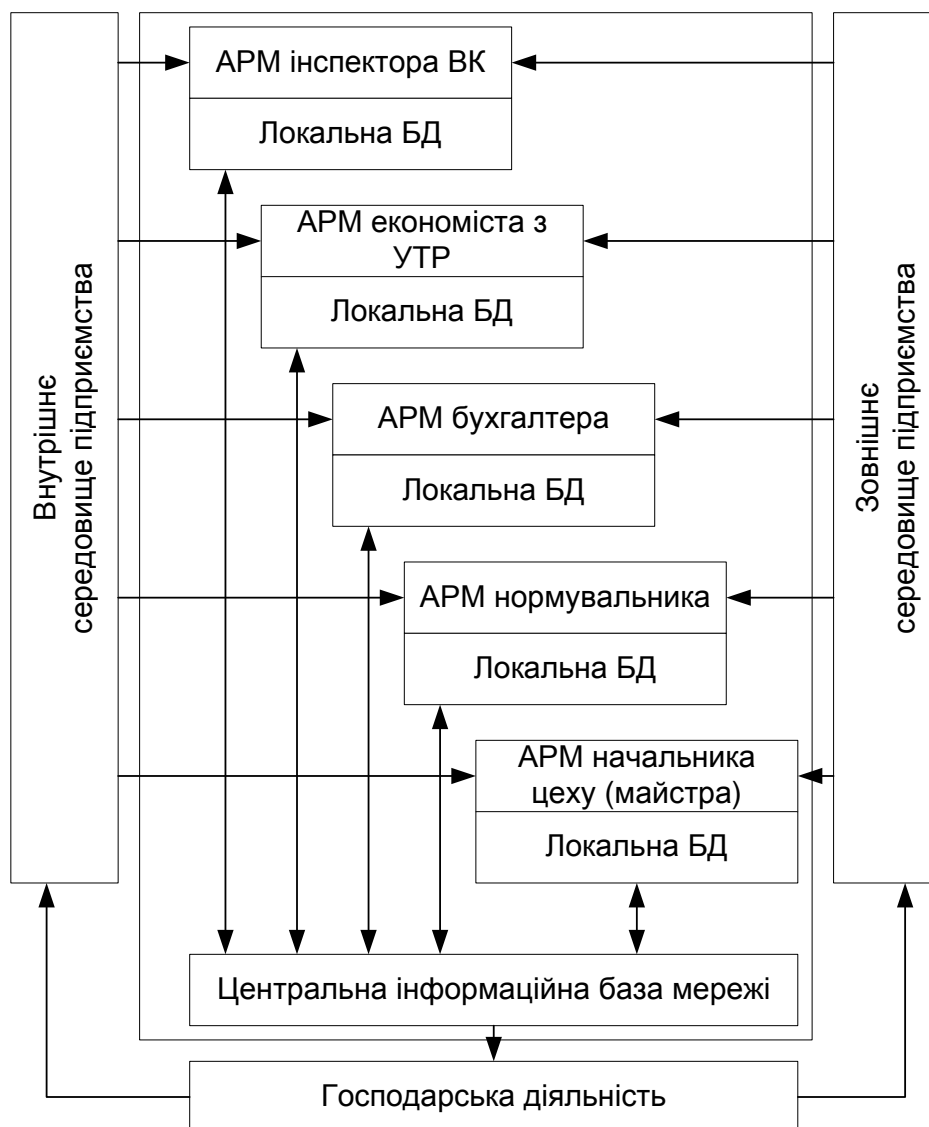 АРМ інспектора ВК
Локальна БД
АРМ економіста з
УТР
Локальна БД
АРМ бухгалтера
Локальна БД
АРМ нормувальника
Локальна БД
АРМ начальника
цеху (майстра)
Локальна БД
Центральна інформаційна база мережі
Господарська діяльність
Внутрішнє
середовище підприємства
Зовнішнє
середовище підприємства